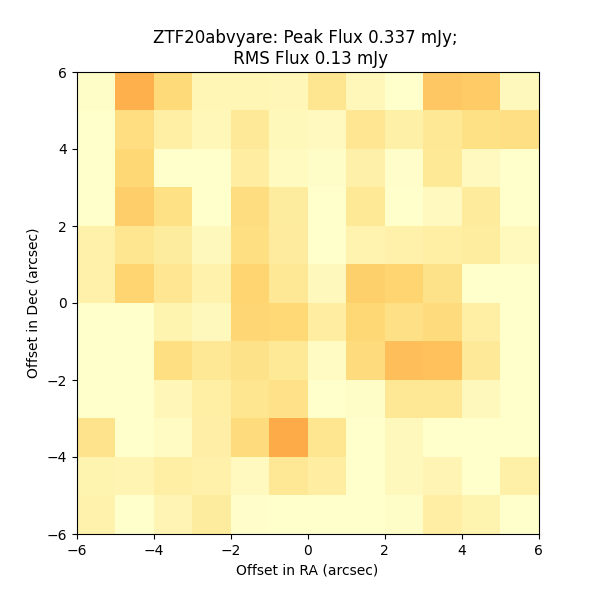 ZTF20abvyare: Peak Flux 0.337 mJy;
RMS Flux 0.13 mJy
6
4
2
0
−2
−4
−6
Offset in Dec (arcsec)
−6 −4 −2 0 2 4 6
Offset in RA (arcsec)